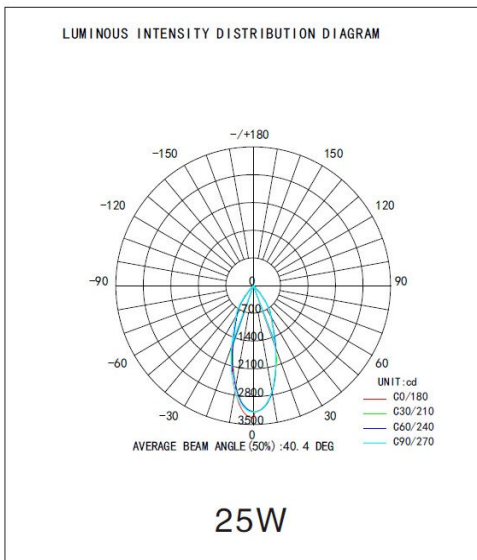 LUMINOUS INTENSITY DISTRIBUTION DIAGRAM
-/+180
-150 150
-120 120
-90 0 90
700
1400
-60 2100 60
UNIT:cd
2800 C0/180
-30 3500 30 C30/210
0 C60/240
AVERAGE BEAM ANGLE(50%):40.4 DEG C90/270
25W